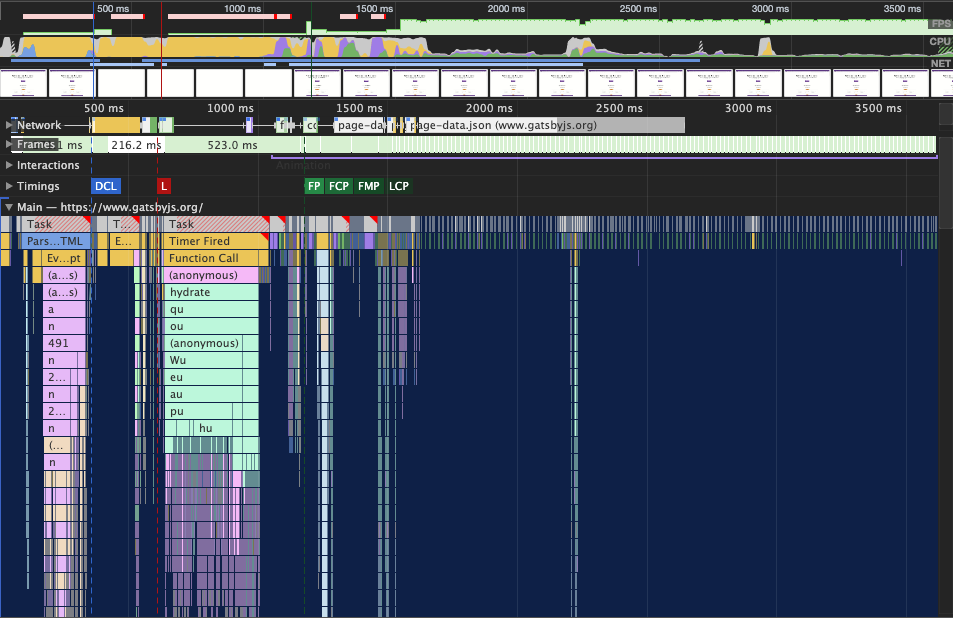 500 ms 1000 ms 1500 ms 2000 ms 2500 ms 3000 ms 3500 ms
FPS
CPU
NET
500 ms 1000 ms 1500 ms 2000 ms 2500 ms 3000 ms 3500 ms
Network page-da page-data.json (www.gatsbyjs.org)
Frames 1 ms 216.2 ms 523.0 ms
Interactions Animation
Timings DCL L FP FCP FMP LCP
Main — https://www.gatsbyjs.org/
Task T… Task
Pars…TML E… Timer Fired
Ev…pt Function Call
(a…s) (anonymous)
(a…s) hydrate
a qu
n ou
491 (anonymous)
n Wu
2… eu
n au
2… pu
n hu
(…
n